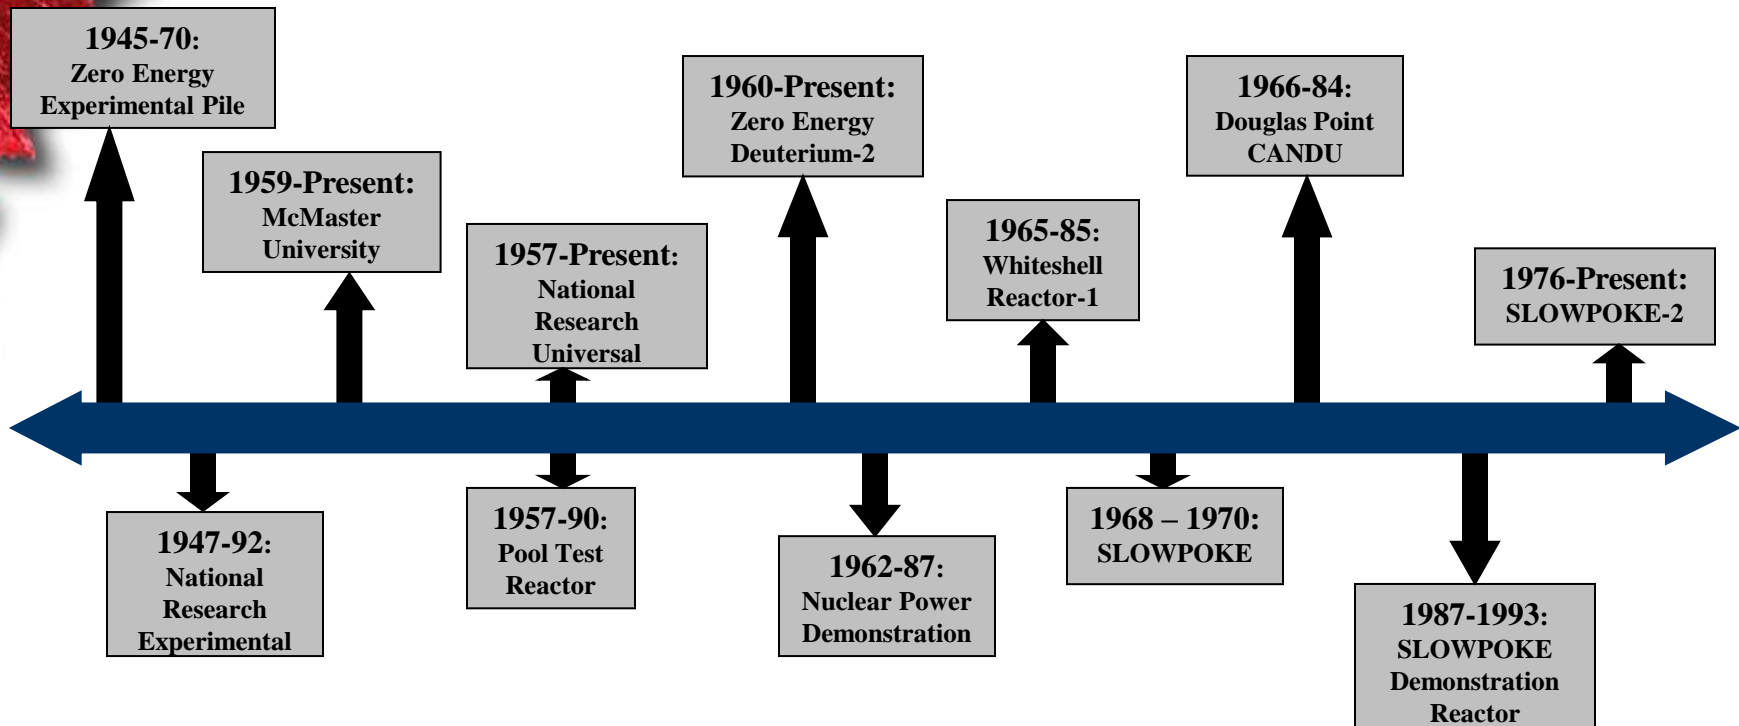 1945-70:
Zero Energy
Experimental Pile
1959-Present:
McMaster
University
1957-Present:
National
Research
Universal
1960-Present:
Zero Energy
Deuterium-2
1965-85:
Whiteshell
Reactor-1
1966-84:
Douglas Point
CANDU
1976-Present:
SLOWPOKE-2
1947-92:
National
Research
Experimental
1957-90:
Pool Test
Reactor
1962-87:
Nuclear Power
Demonstration
1968 – 1970:
SLOWPOKE
1987-1993:
SLOWPOKE
Demonstration
Reactor